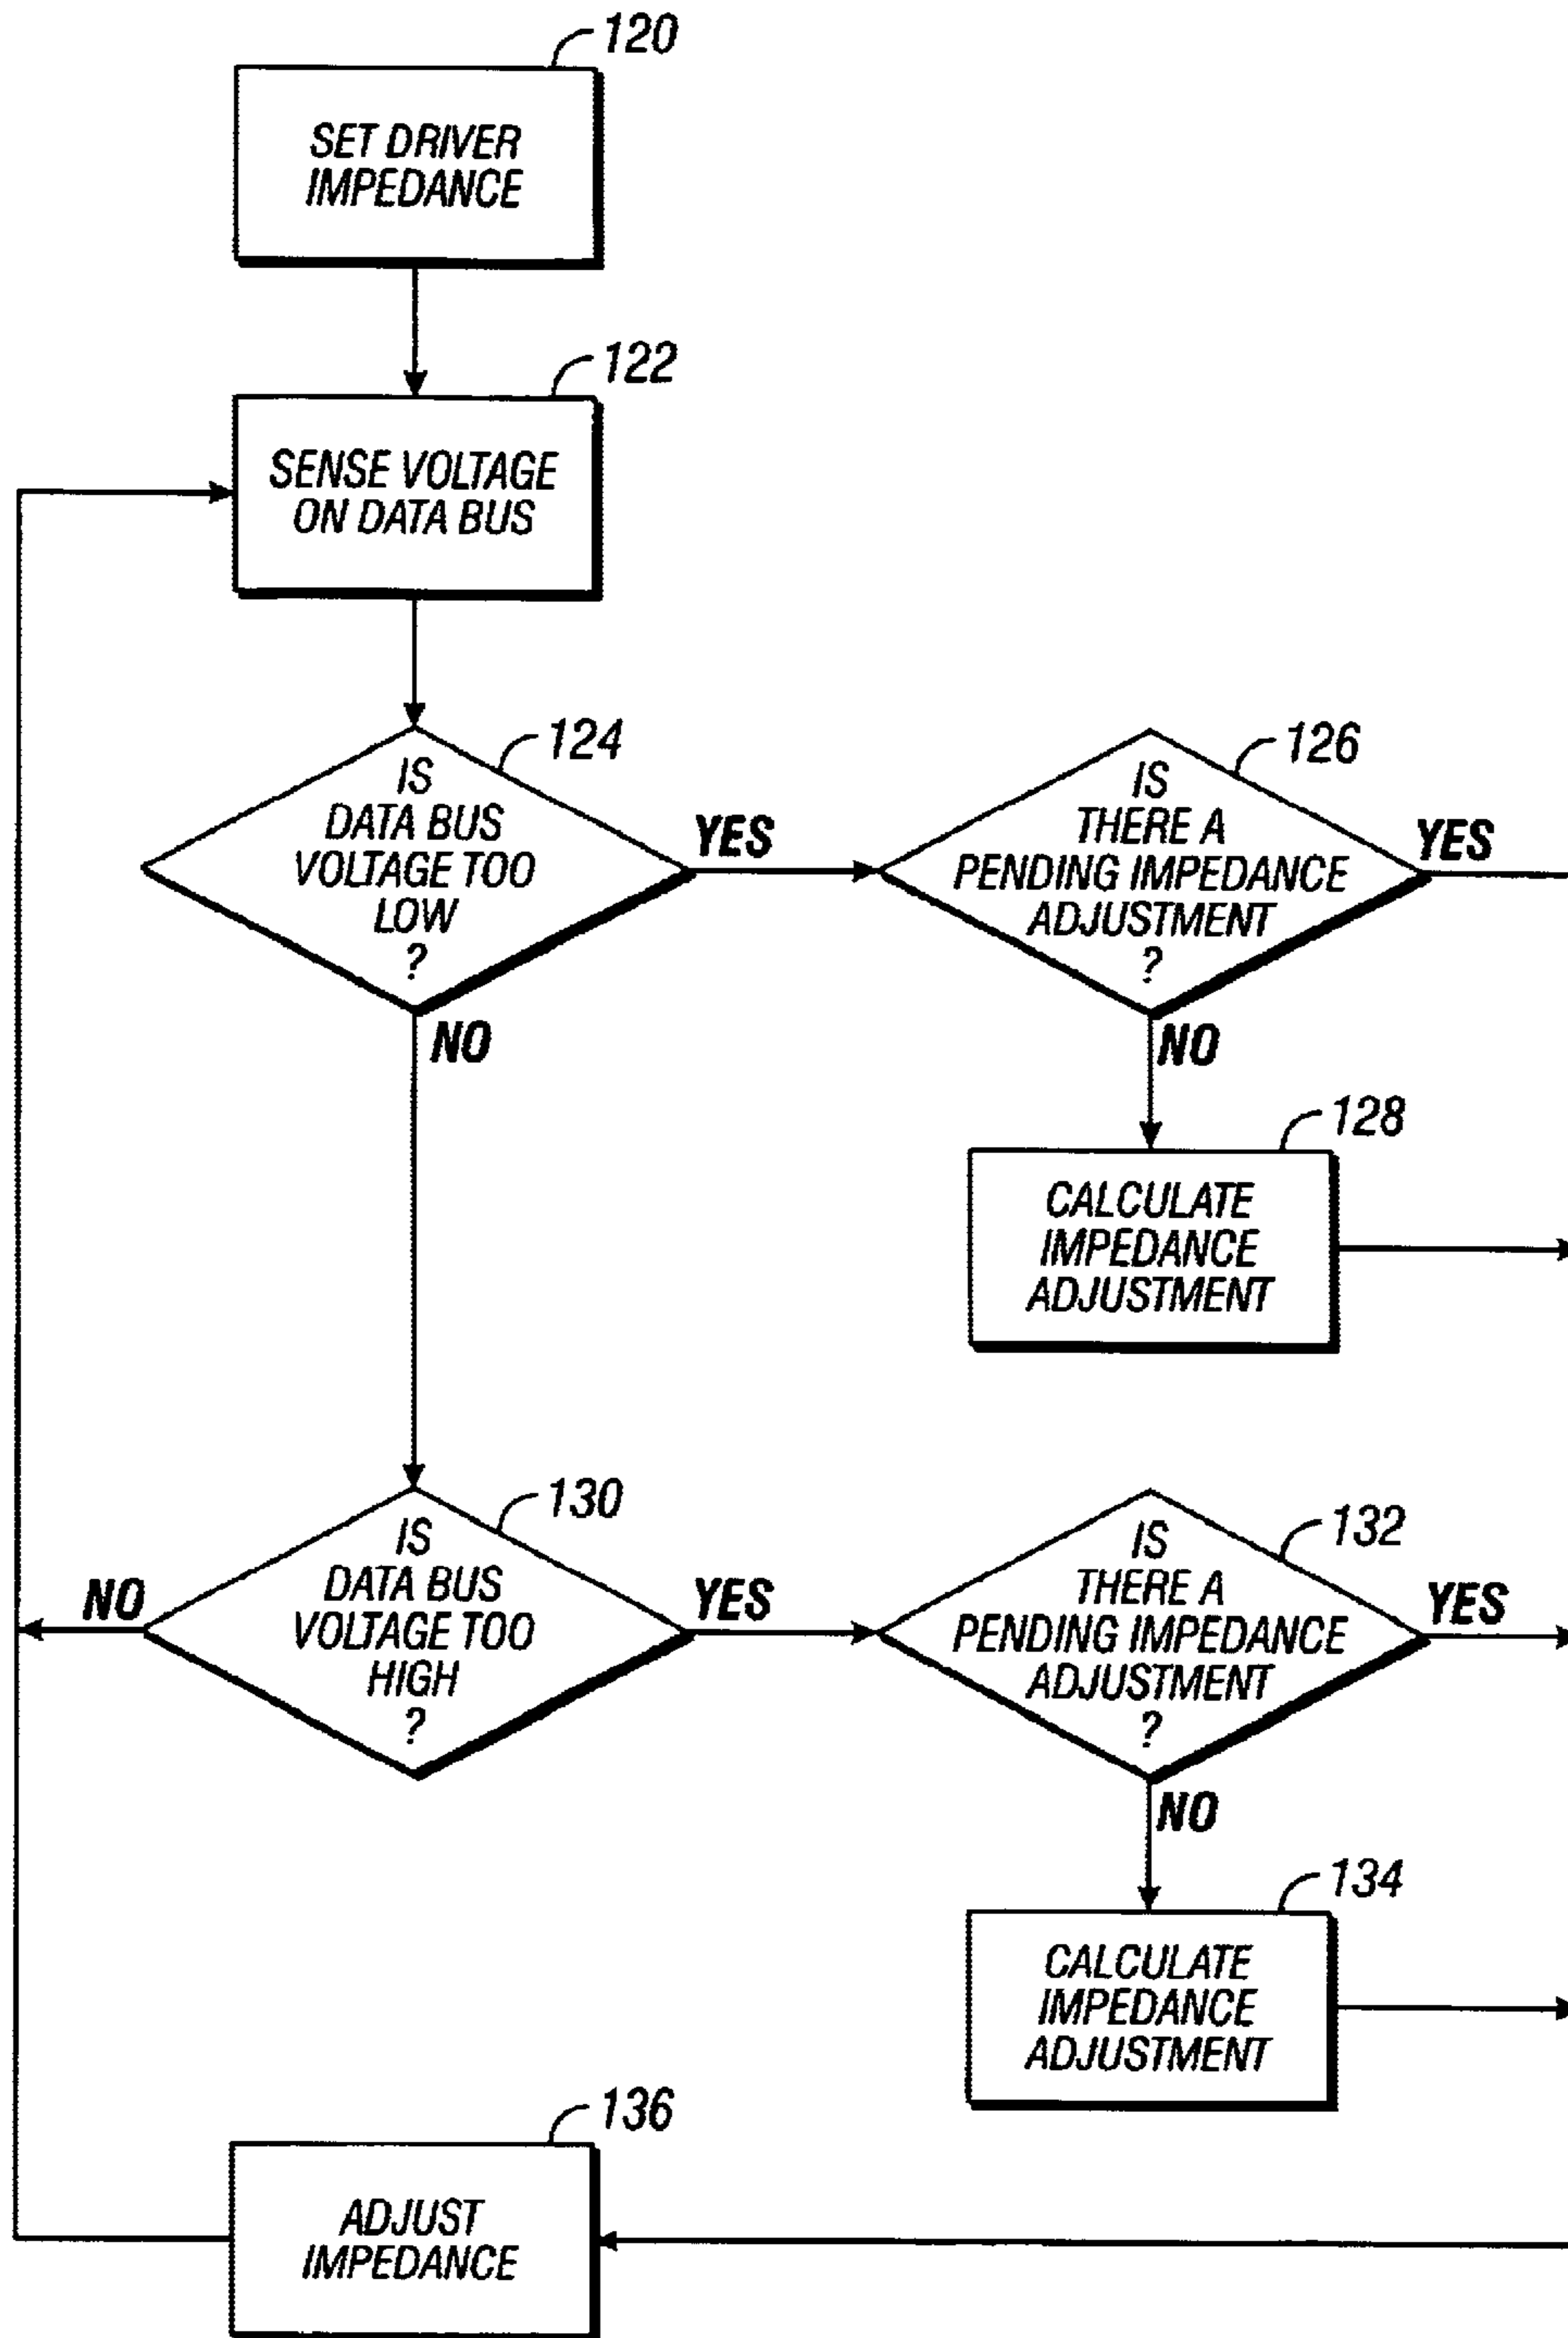 120
SET DRIVER
IMPEDANCE
122
SENSE VOLTAGE
ON DATA BUS
124
IS
DATA BUS
VOLTAGE TOO
LOW
?
YES
NO
126
IS
THERE A
PENDING IMPEDANCE
ADJUSTMENT
?
YES
NO
128
CALCULATE
IMPEDANCE
ADJUSTMENT
130
IS
DATA BUS
VOLTAGE TOO
HIGH
?
NO
YES
132
IS
THERE A
PENDING IMPEDANCE
ADJUSTMENT
?
YES
NO
134
CALCULATE
IMPEDANCE
ADJUSTMENT
136
ADJUST
IMPEDANCE